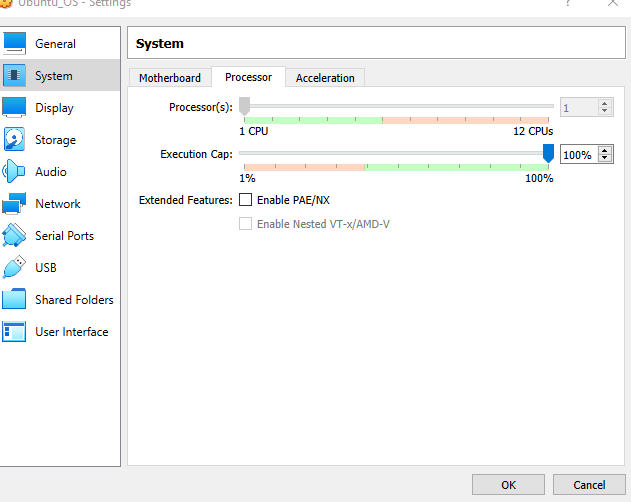 Ubuntu_OS - Settings ?
General
System
Display
Storage
Audio
Network
Serial Ports
USB
Shared Folders
User Interface
System
Motherboard Processor Acceleration
Processor(s): 1
1 CPU 12 CPUs
Execution Cap: 100%
1% 100%
Extended Features: Enable PAE/NX
Enable Nested VT-x/AMD-V
OK Cancel